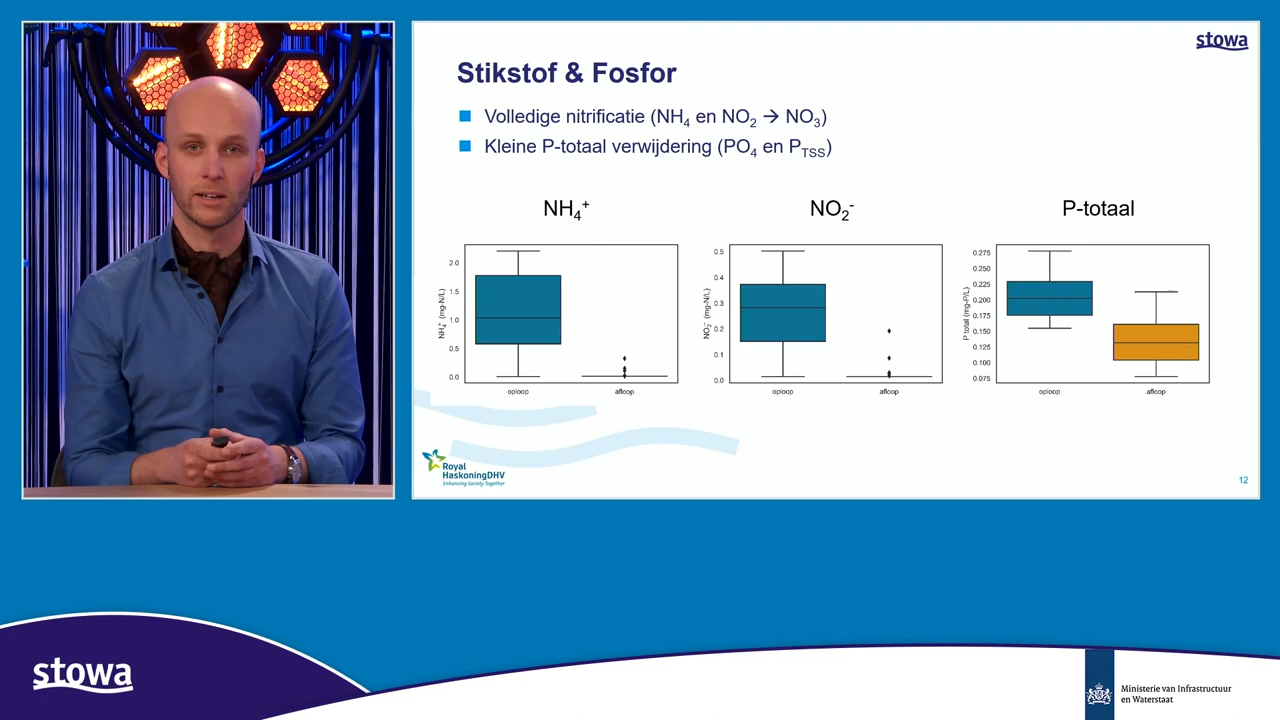 stowa
Stikstof & Fosfor
Volledige nitrificatie (NH4 en NO2 → NO3)
Kleine P-totaal verwijdering (PO4 en PTSS)
NH4+
NO2-
P-totaal
NH4+ (mg-N/L)
2.0
1.5
1.0
0.5
0.0
oploop
afloop
NO2- (mg-N/L)
0.5
0.4
0.3
0.2
0.1
0.0
oploop
afloop
P total (mg-P/L)
0.275
0.250
0.225
0.200
0.175
0.150
0.125
0.100
0.075
oploop
afloop
Royal
HaskoningDHV
Enhancing Society Together
12
stowa
Ministerie van Infrastructuur
en Waterstaat